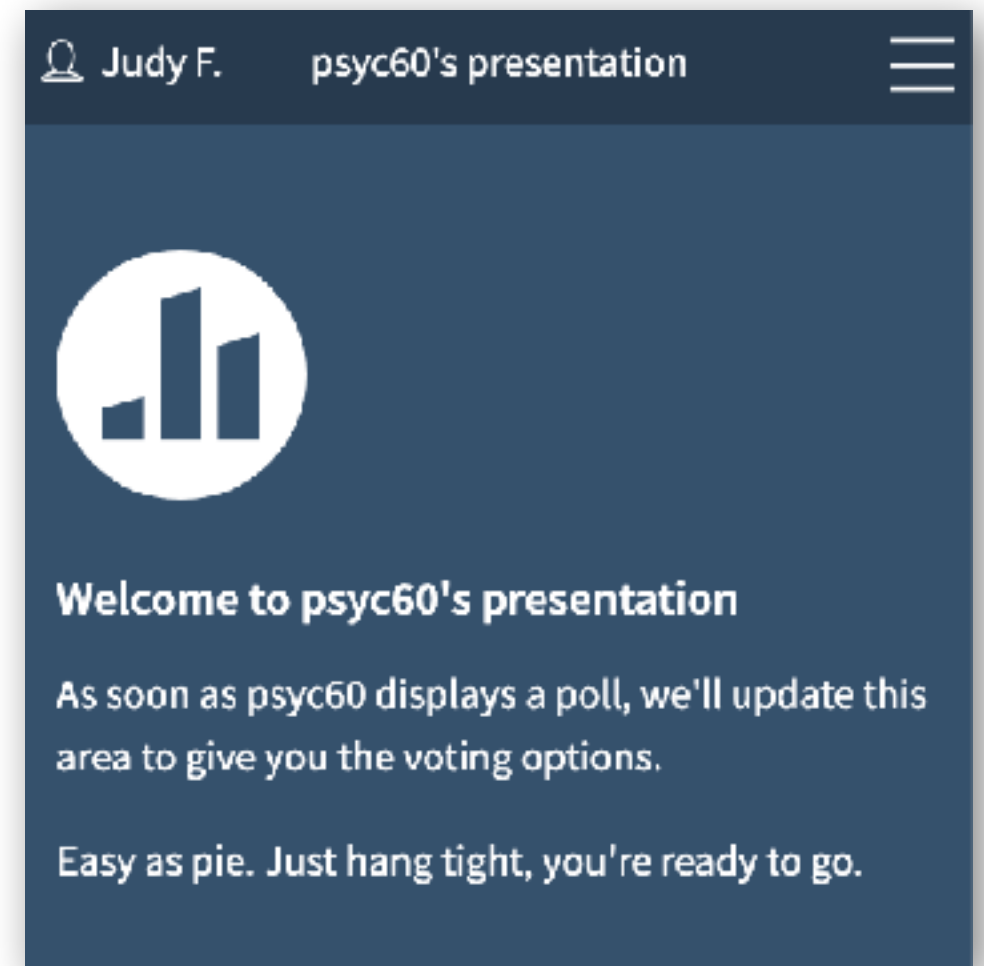 Judy F. psyc60's presentation
Welcome to psyc60's presentation
As soon as psyc60 displays a poll, we'll update this
area to give you the voting options.
Easy as pie. Just hang tight, you're ready to go.